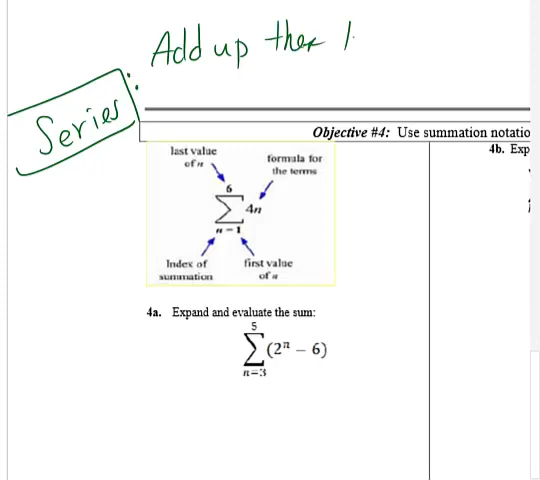 Add up the
Series:
Objective #4: Use summation notatio
last value
of n
formala for
the terms
6
∑ 4n
n = 1
Index of
summation
first value
of n
4b. Exp
4a. Expand and evaluate the sum:
5
∑ (2ⁿ − 6)
n=3